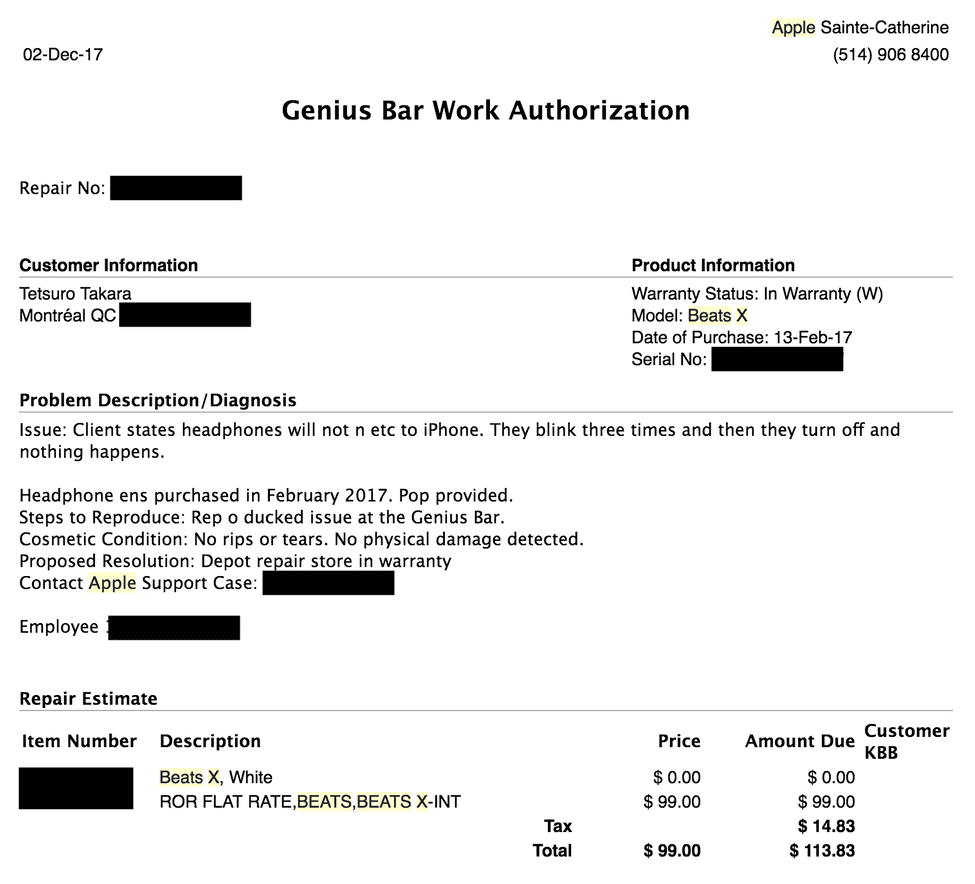 Apple Sainte-Catherine
02-Dec-17
(514) 906 8400
Genius Bar Work Authorization
Repair No:
Customer Information
Tetsuro Takara
Montréal QC
Product Information
Warranty Status: In Warranty (W)
Model: Beats X
Date of Purchase: 13-Feb-17
Serial No:
Problem Description/Diagnosis
Issue: Client states headphones will not n etc to iPhone. They blink three times and then they turn off and
nothing happens.
Headphone ens purchased in February 2017. Pop provided.
Steps to Reproduce: Rep o ducked issue at the Genius Bar.
Cosmetic Condition: No rips or tears. No physical damage detected.
Proposed Resolution: Depot repair store in warranty
Contact Apple Support Case:
Employee
Repair Estimate
Item Number Description Price Amount Due Customer
KBB
Beats X, White $ 0.00 $ 0.00
ROR FLAT RATE,BEATS,BEATS X-INT $ 99.00 $ 99.00
Tax $ 14.83
Total $ 99.00 $ 113.83